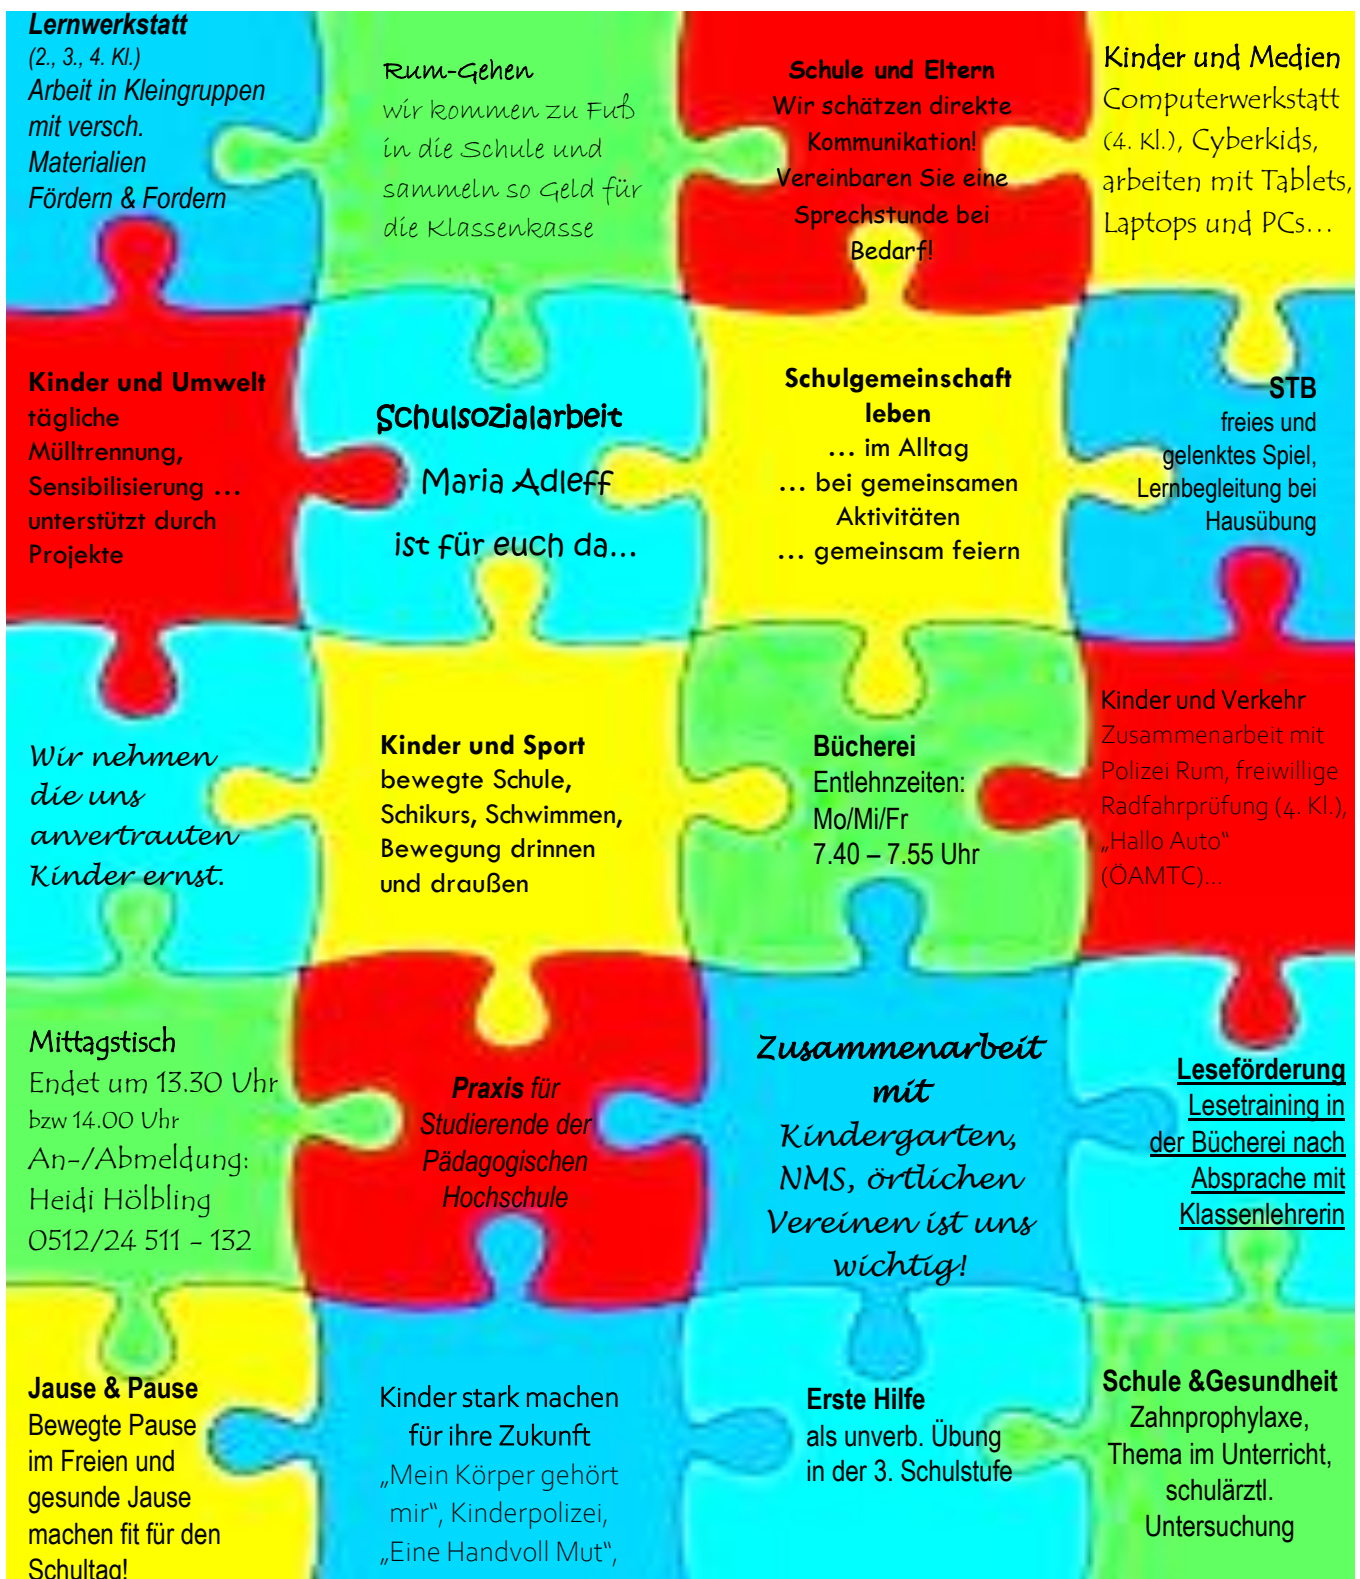 Lernwerkstatt
(2., 3., 4. Kl.)
Arbeit in Kleingruppen
mit versch.
Materialien
Fördern & Fordern
Rum-Gehen
wir kommen zu Fuß
in die Schule und
sammeln so Geld für
die Klassenkasse
Schule und Eltern
Wir schätzen direkte
Kommunikation!
Vereinbaren Sie eine
Sprechstunde bei
Bedarf!
Kinder und Medien
Computerwerkstatt
(4. Kl.), Cyberkids,
arbeiten mit Tablets,
Laptops und PCs...
Kinder und Umwelt
tägliche
Mülltrennung,
Sensibilisierung ...
unterstützt durch
Projekte
Schulsozialarbeit
Maria Adleff
ist für euch da...
Schulgemeinschaft
leben
... im Alltag
... bei gemeinsamen
Aktivitäten
... gemeinsam feiern
STB
freies und
gelenktes Spiel,
Lernbegleitung bei
Hausübung
Wir nehmen
die uns
anvertrauten
Kinder ernst.
Kinder und Sport
bewegte Schule,
Schikurs, Schwimmen,
Bewegung drinnen
und draußen
Bücherei
Entlehnzeiten:
Mo/Mi/Fr
7.40 – 7.55 Uhr
Kinder und Verkehr
Zusammenarbeit mit
Polizei Rum, freiwillige
Radfahrprüfung (4. Kl.),
„Hallo Auto“
(ÖAMTC)...
Mittagstisch
Endet um 13.30 Uhr
bzw 14.00 Uhr
An-/Abmeldung:
Heidi Hölbling
0512/24 511 - 132
Praxis für
Studierende der
Pädagogischen
Hochschule
Zusammenarbeit
mit
Kindergarten,
NMS, örtlichen
Vereinen ist uns
wichtig!
Leseförderung
Lesetraining in
der Bücherei nach
Absprache mit
Klassenlehrerin
Jause & Pause
Bewegte Pause
im Freien und
gesunde Jause
machen fit für den
Schultag!
Kinder stark machen
für ihre Zukunft
„Mein Körper gehört
mir“, Kinderpolizei,
„Eine Handvoll Mut“,
Erste Hilfe
als unverb. Übung
in der 3. Schulstufe
Schule &Gesundheit
Zahnprophylaxe,
Thema im Unterricht,
schulärztl.
Untersuchung